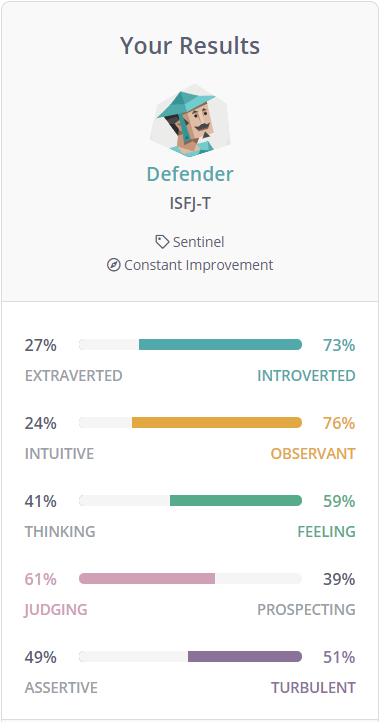 Your Results
Defender
ISFJ-T
Sentinel
Constant Improvement
27% 73%
EXTRAVERTED INTROVERTED
24% 76%
INTUITIVE OBSERVANT
41% 59%
THINKING FEELING
61% 39%
JUDGING PROSPECTING
49% 51%
ASSERTIVE TURBULENT